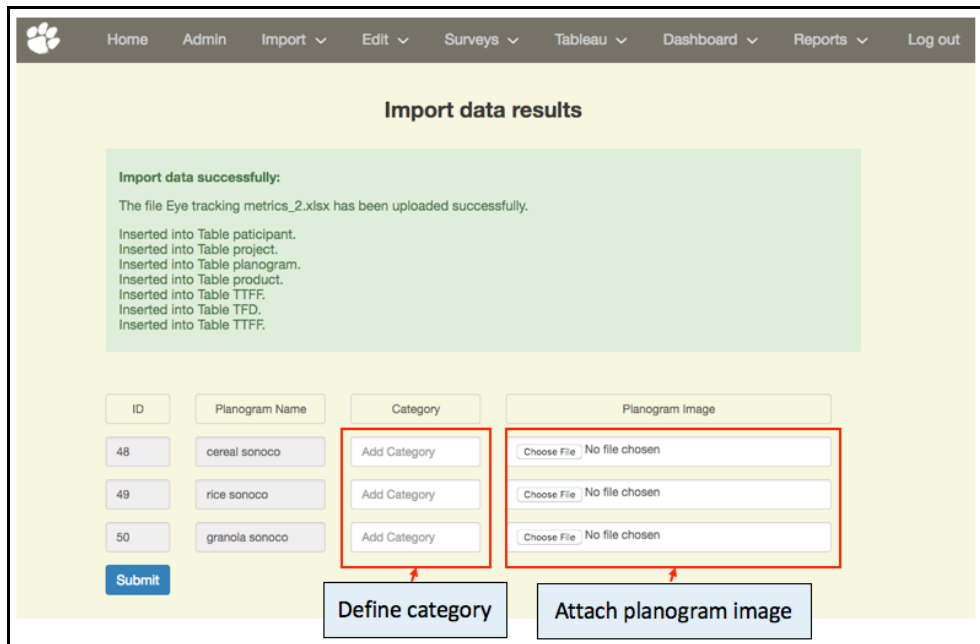 Home Admin Import Edit Surveys Tableau Dashboard Reports Log out
Import data results
Import data successfully:
The file Eye tracking metrics_2.xlsx has been uploaded successfully.
Inserted into Table paticipant.
Inserted into Table project.
Inserted into Table planogram.
Inserted into Table product.
Inserted into Table TTFF.
Inserted into Table TFD.
Inserted into Table TTFF.
ID Planogram Name Category Planogram Image
48 cereal sonoco Add Category Choose File No file chosen
49 rice sonoco Add Category Choose File No file chosen
50 granola sonoco Add Category Choose File No file chosen
Submit
Define category Attach planogram image